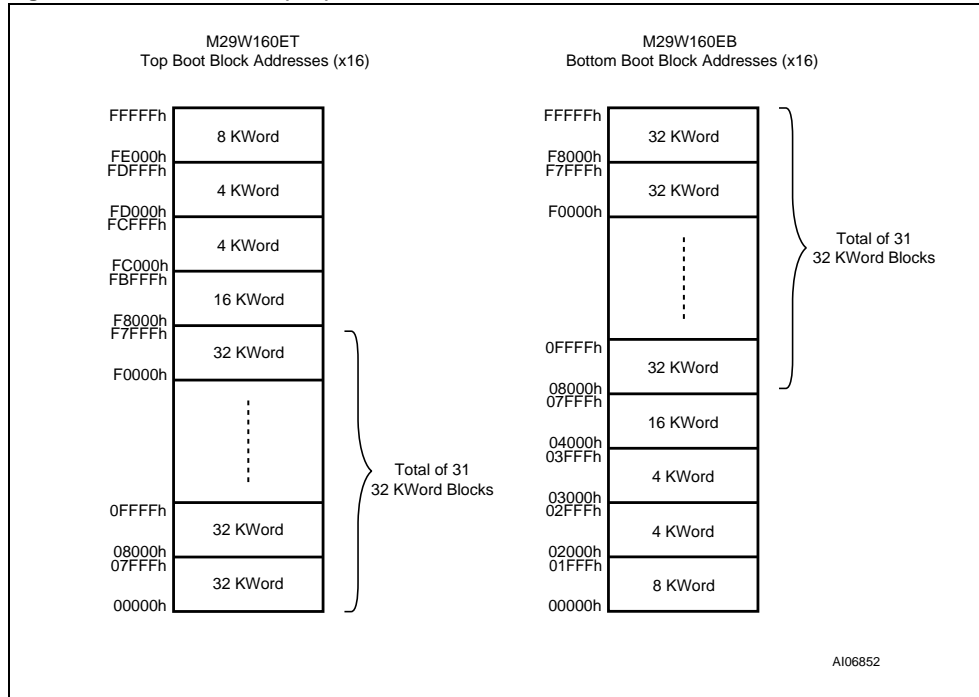 M29W160ET
Top Boot Block Addresses (x16)
FFFFFh
8 KWord
FE000h
FDFFFh
4 KWord
FD000h
FCFFFh
4 KWord
FC000h
FBFFFh
16 KWord
F8000h
F7FFFh
32 KWord
F0000h
Total of 31
32 KWord Blocks
0FFFFh
32 KWord
08000h
07FFFh
32 KWord
00000h
M29W160EB
Bottom Boot Block Addresses (x16)
FFFFFh
32 KWord
F8000h
F7FFFh
32 KWord
F0000h
Total of 31
32 KWord Blocks
0FFFFh
32 KWord
08000h
07FFFh
16 KWord
04000h
03FFFh
4 KWord
03000h
02FFFh
4 KWord
02000h
01FFFh
8 KWord
00000h
AI06852